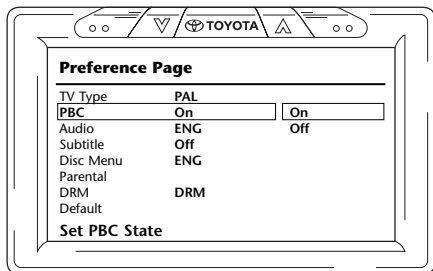 TOYOTA
Preference Page
TV Type PAL
PBC On On
Audio ENG Off
Subtitle Off
Disc Menu ENG
Parental
DRM DRM
Default
Set PBC State